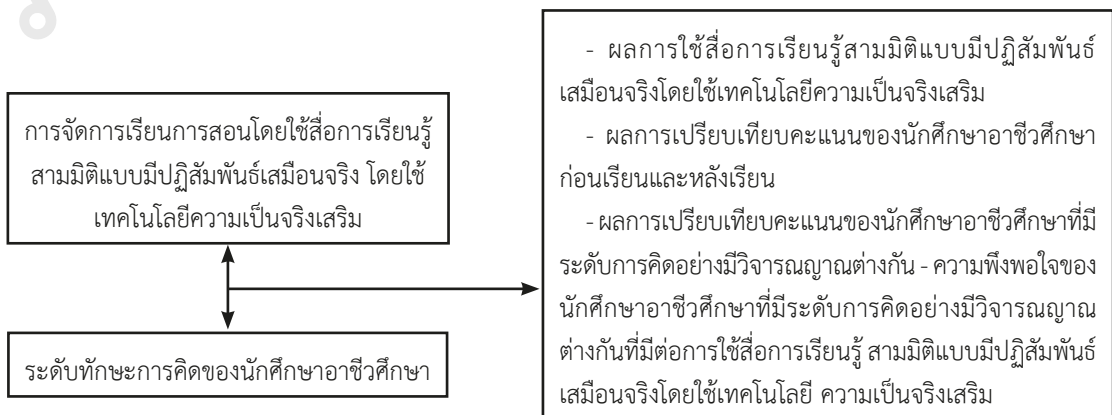 การจัดการเรียนการสอนโดยใช้สื่อการเรียนรู้
สามมิติแบบมีปฏิสัมพันธ์เสมือนจริง โดยใช้
เทคโนโลยีความเป็นจริงเสริม
ระดับทักษะการคิดของนักศึกษาอาชีวศึกษา
- ผลการใช้สื่อการเรียนรู้สามมิติแบบมีปฏิสัมพันธ์
เสมือนจริงโดยใช้เทคโนโลยีความเป็นจริงเสริม
- ผลการเปรียบเทียบคะแนนของนักศึกษาอาชีวศึกษา
ก่อนเรียนและหลังเรียน
- ผลการเปรียบเทียบคะแนนของนักศึกษาอาชีวศึกษาที่มี
ระดับการคิดอย่างมีวิจารณญาณต่างกัน - ความพึงพอใจของ
นักศึกษาอาชีวศึกษาที่มีระดับการคิดอย่างมีวิจารณญาณ
ต่างกันที่มีต่อการใช้สื่อการเรียนรู้ สามมิติแบบมีปฏิสัมพันธ์
เสมือนจริงโดยใช้เทคโนโลยี ความเป็นจริงเสริม